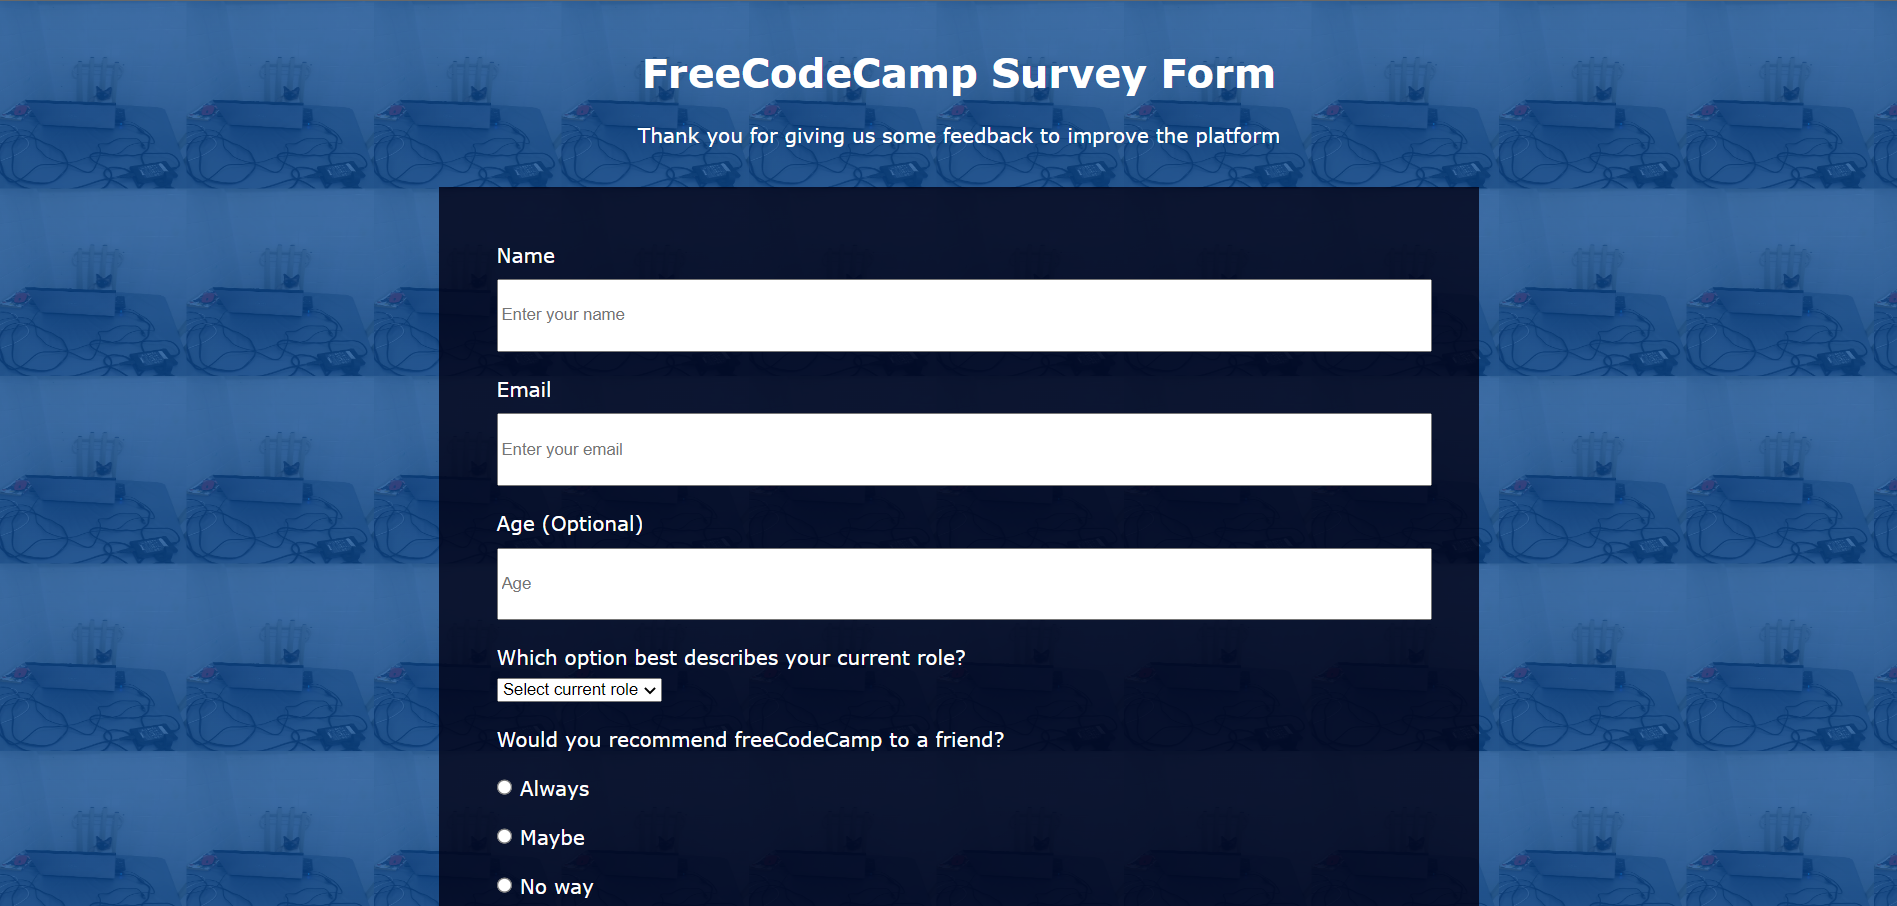 FreeCodeCamp Survey Form
Thank you for giving us some feedback to improve the platform
Name
Enter your name
Email
Enter your email
Age (Optional)
Age
Which option best describes your current role?
Select current role
Would you recommend freeCodeCamp to a friend?
Always
Maybe
No way